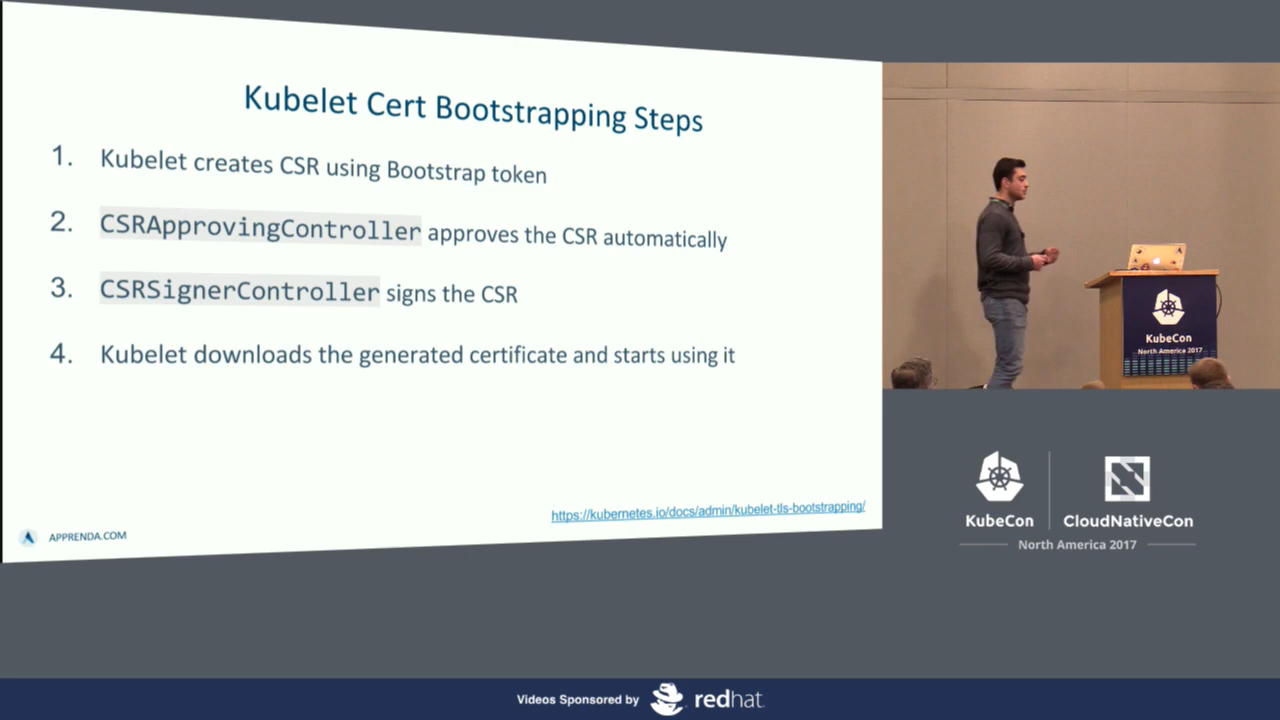 Kubelet Cert Bootstrapping Steps
1. Kubelet creates CSR using Bootstrap token
2. CSRApprovingController approves the CSR automatically
3. CSRSignerController signs the CSR
4. Kubelet downloads the generated certificate and starts using it
https://kubernetes.io/docs/admin/kubelet-tls-bootstrapping/
APPRENDA.COM
KubeCon
North America 2017
KubeCon
CloudNativeCon
North America 2017
Videos Sponsored by redhat